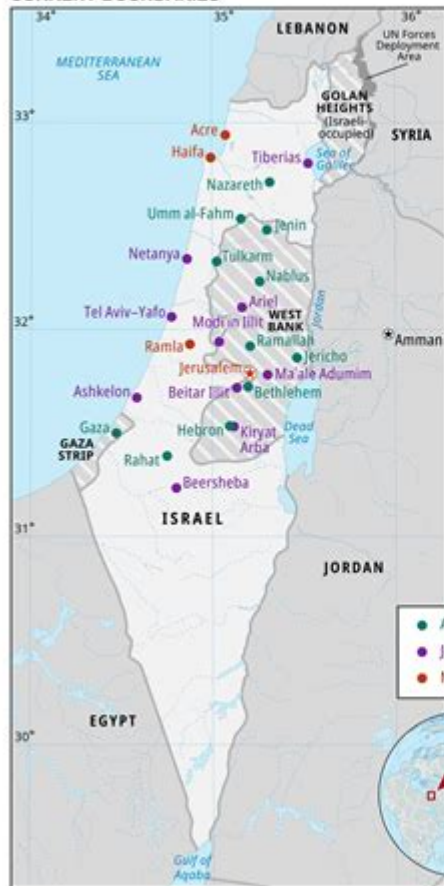 34°
35°
36°
LEBANON
UN Forces
Deployment
Area
MEDITERRANEAN
SEA
GOLAN
HEIGHTS
(Israeli-
occupied)
SYRIA
33°
Acre
Haifa
Tiberias
Sea of
Galilee
Nazareth
Umm al-Fahm
Jenin
Netanya
Tulkarm
Nablus
Ariel
32°
Tel Aviv–Yafo
Modi'in Illit
WEST
BANK
Jordan
Ramla
Ramallah
Amman
Jericho
Jerusalem
Ma'ale Adumim
Ashkelon
Beitar Illit
Bethlehem
Gaza
Hebron
Kiryat
Arba
Dead
Sea
GAZA
STRIP
Rahat
Beersheba
ISRAEL
31°
JORDAN
A
J
EGYPT
30°
Gulf of
Aqaba